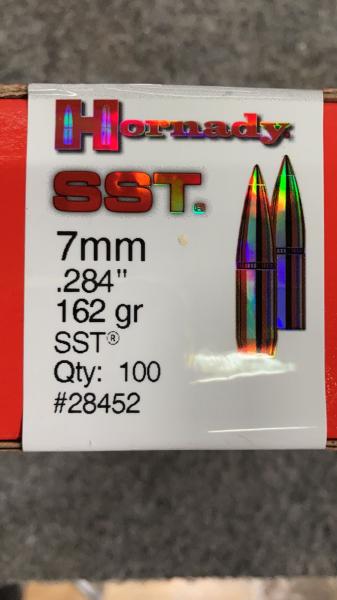 Hornady
SST®
7mm
.284"
162 gr
SST®
Qty: 100
#28452